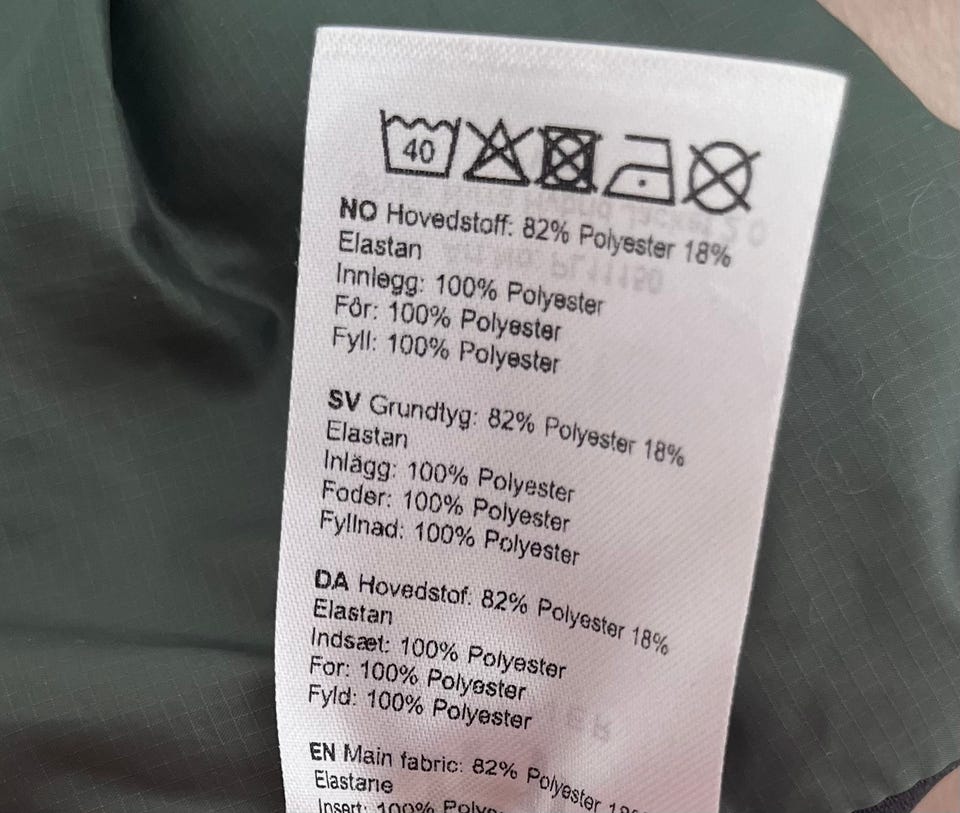 40
NO Hovedstoff: 82% Polyester 18%
Elastan
Innlegg: 100% Polyester
Fôr: 100% Polyester
Fyll: 100% Polyester
SV Grundtyg: 82% Polyester 18%
Elastan
Inlägg: 100% Polyester
Foder: 100% Polyester
Fyllnad: 100% Polyester
DA Hovedstof: 82% Polyester 18%
Elastan
Indsæt: 100% Polyester
For: 100% Polyester
Fyld: 100% Polyester
EN Main fabric: 82% Polyester
Elastane
Insert: 100%